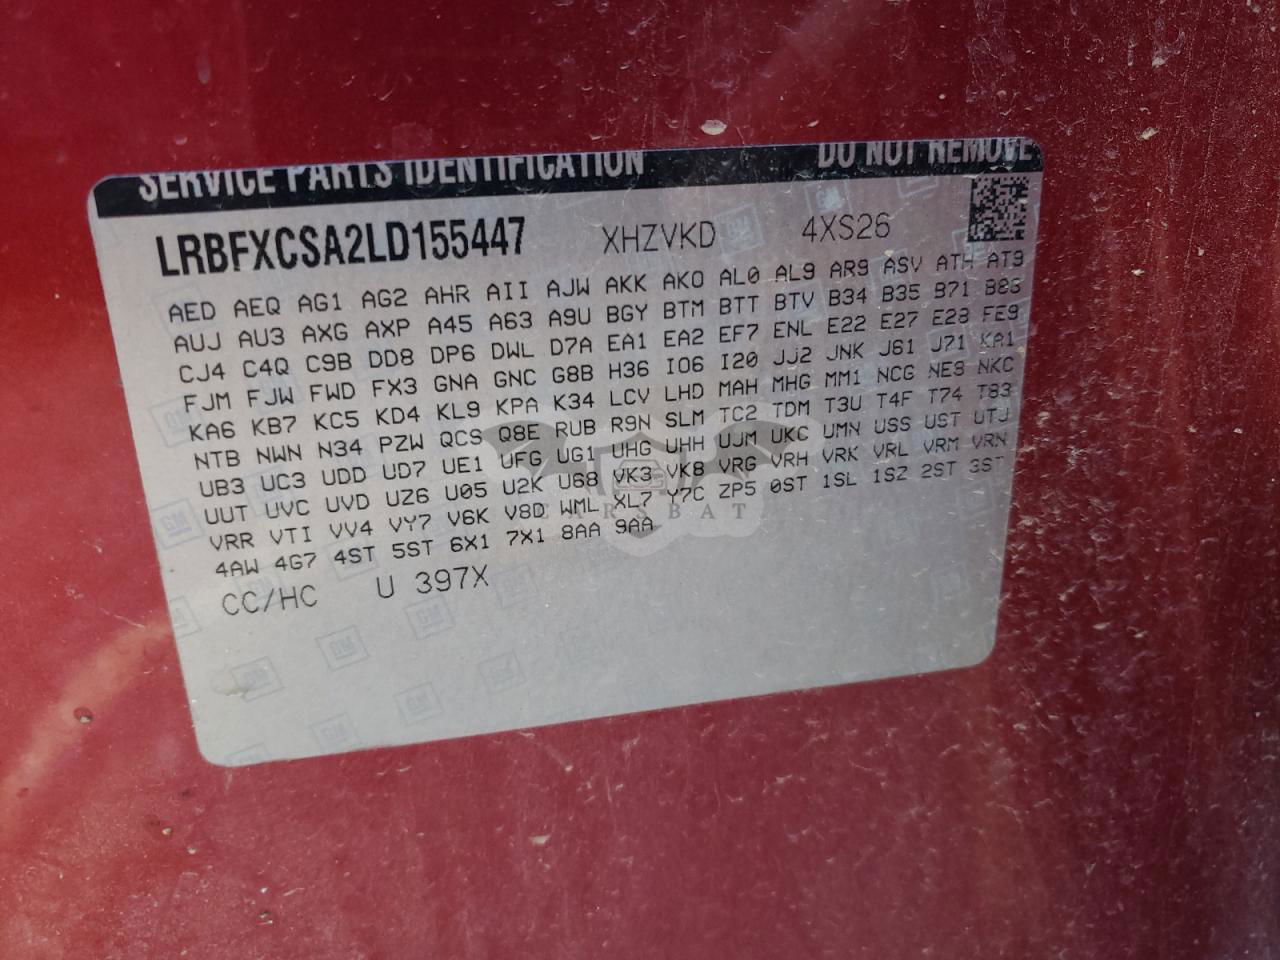 SERVICE PARTS IDENTIFICATION DO NOT REMOVE
LRBFXCSA2LD155447 XHZVKD 4XS26
AED AEQ AG1 AG2 AHR AII AJW AKK AKO AL0 AL9 AR9 ASV ATH AT9
AUJ AU3 AXG AXP A45 A63 A9U BGY BTM BTT BTV B34 B35 B71
CJ4 C4Q C9B DD8 DP6 DWL D7A EA1 EA2 EF7 ENL E22 E27 E28 FE9
FJM FJW FWD FX3 GNA GNC G8B H36 IO6 I20 JJ2 JNK J61 J71 KA1
KA6 KB7 KC5 KD4 KL9 KPA K34 LCV LHD MAH MHG MM1 NCG NE9 NKC
NTB NWN N34 PZW QCS Q8E RUB R9N SLM TC2 TDM T3U T4F T74 T83
UB3 UC3 UDD UD7 UE1 UFG UG1 UHG UHH UJM UKC UMN USS UST UTJ
UUT UVC UVD UZ6 U05 U2K U68 VK3 VK8 VRG VRH VRK VRL VRM VRN
VRR VTI VV4 VY7 V6K V8D WML XL7 Y7C ZP5 0ST 1SL 1SZ 2ST 3ST
4AW 4G7 4ST 5ST 6X1 7X1 8AA 9AA
CC/HC U 397X
CARSBAT